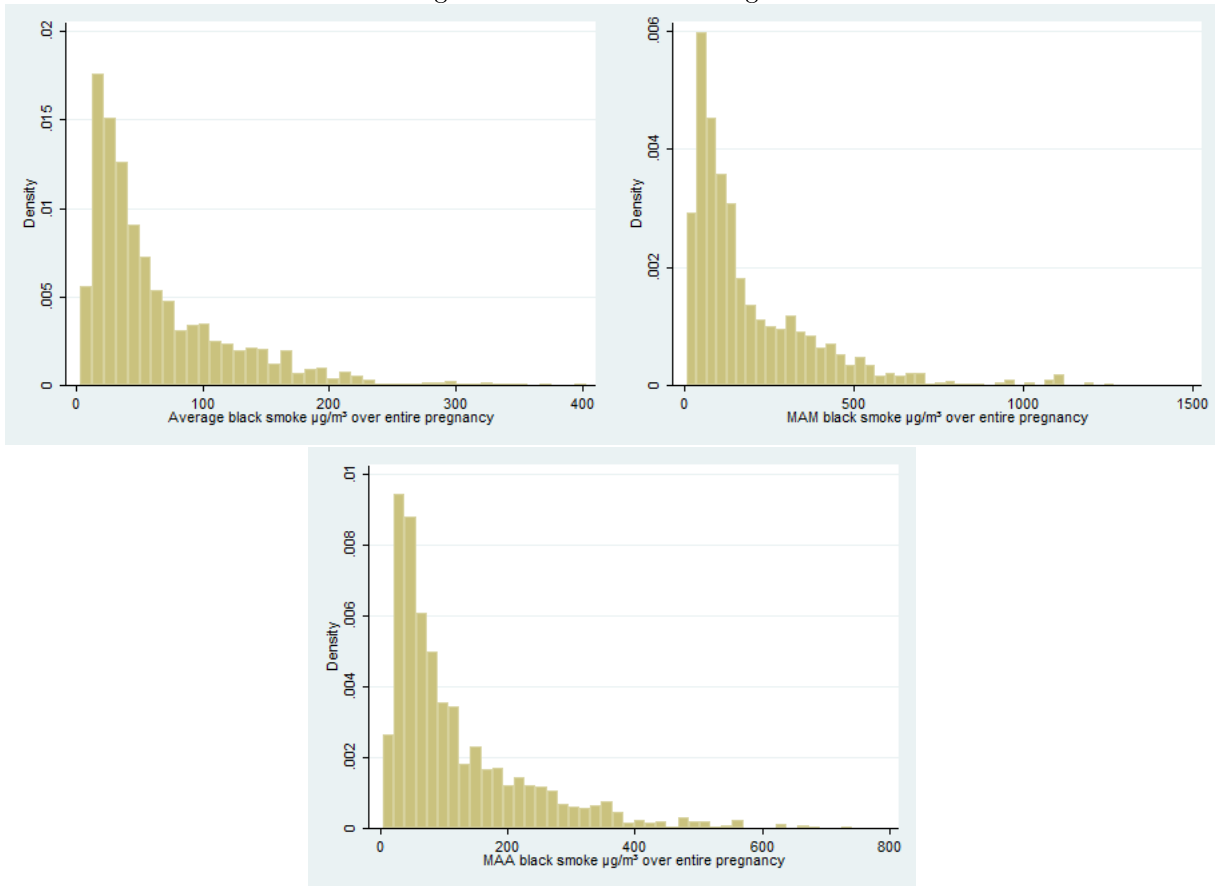 .02
.015
.01
.005
0
Density
0 100 200 300 400
Average black smoke µg/m³ over entire pregnancy
.006
.004
.002
0
Density
0 500 1000 1500
MAM black smoke µg/m³ over entire pregnancy
.01
.008
.006
.004
.002
0
Density
0 200 400 600 800
MAA black smoke µg/m³ over entire pregnancy